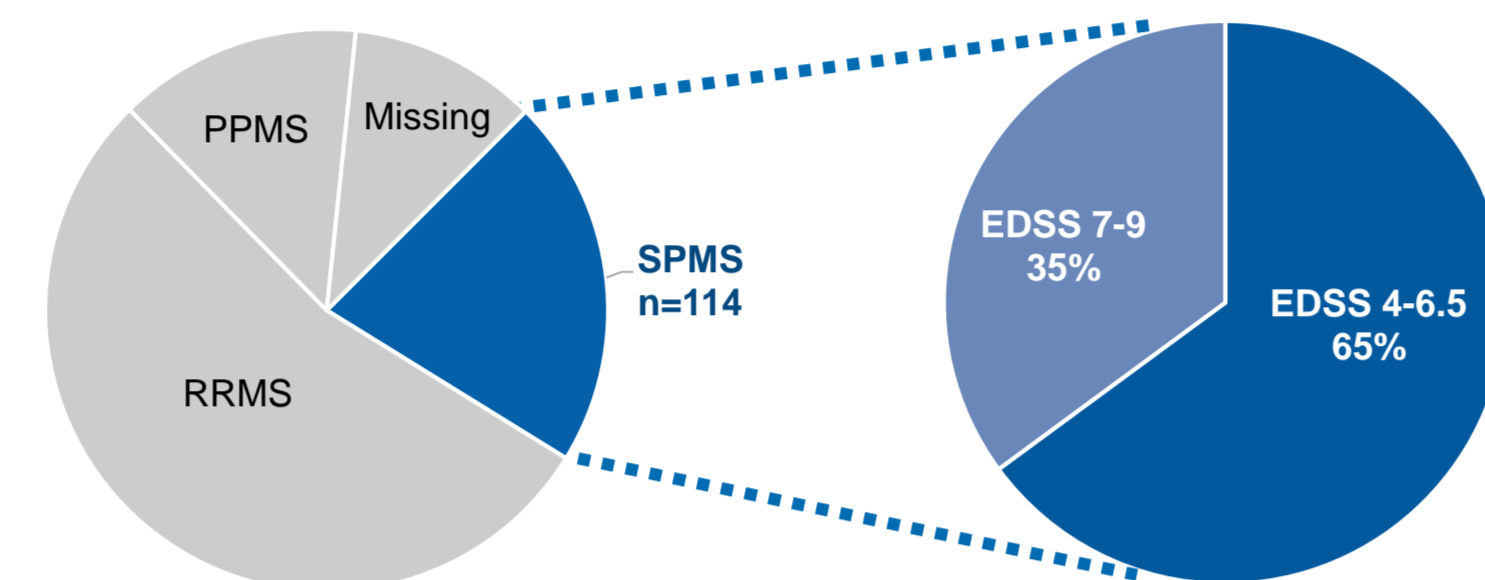 PPMS
Missing
RRMS
SPMS
n=114
EDSS 7-9
35%
EDSS 4-6.5
65%